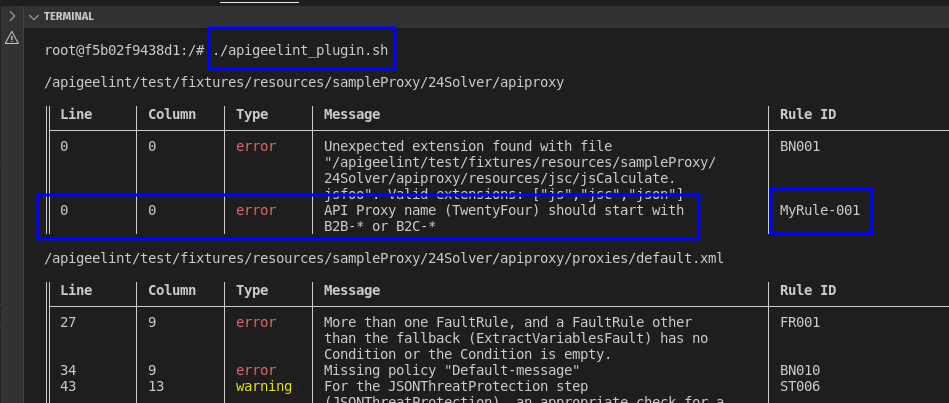 TERMINAL
root@f5b02f9438d1:/# ./apigeelint_plugin.sh
/apigeelint/test/fixtures/resources/sampleProxy/24Solver/apiproxy
Line Column Type Message Rule ID
0 0 error Unexpected extension found with file BN001
"/apigeelint/test/fixtures/resources/sampleProxy/
24Solver/apiproxy/resources/jsc/jsCalculate.
jsfoo". Valid extensions: ["js","jsc","json"]
0 0 error API Proxy name (TwentyFour) should start with MyRule-001
B2B-* or B2C-*
/apigeelint/test/fixtures/resources/sampleProxy/24Solver/apiproxy/proxies/default.xml
Line Column Type Message Rule ID
27 9 error More than one FaultRule, and a FaultRule other FR001
than the fallback (ExtractVariablesFault) has no
Condition or the Condition is empty.
34 9 error Missing policy "Default-message" BN010
43 13 warning For the JSONThreatProtection step ST006
(JSONThreatProtection), an appropriate check for a